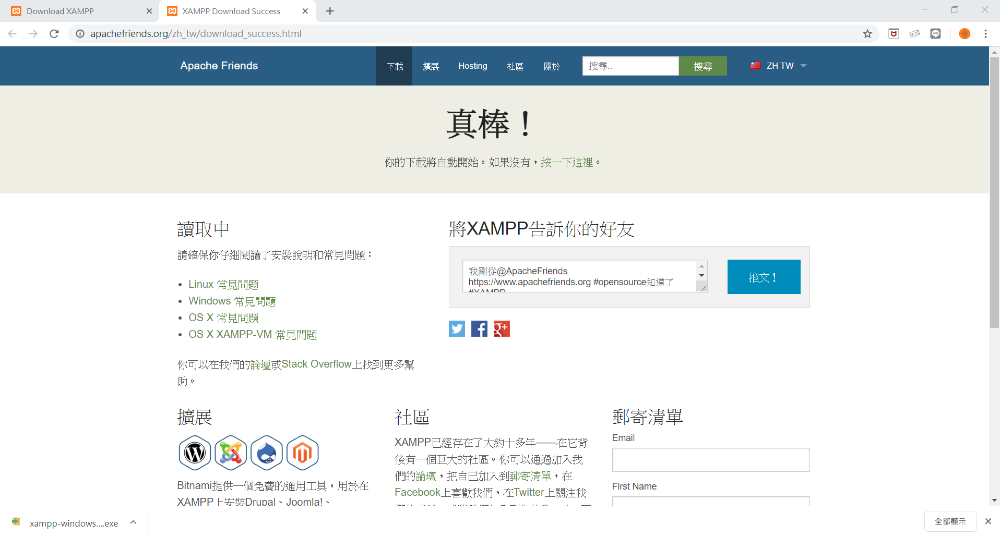 Download XAMPP
XAMPP Download Success
apachefriends.org/zh_tw/download_success.html
Apache Friends
下載
擴展
Hosting
社區
關於
搜尋..
搜尋
ZH TW
真棒！
你的下載將自動開始。如果沒有，按一下這裡。
讀取中
請確保你仔細閱讀了安裝說明和常見問題：
Linux 常見問題
Windows 常見問題
OS X 常見問題
OS X XAMPP-VM 常見問題
你可以在我們的論壇或Stack Overflow上找到更多幫
助。
將XAMPP告訴你的好友
我剛從@ApacheFriends
https://www.apachefriends.org #opensource知道了
#XAMPP
推文！
擴展
Bitnami提供一個免費的通用工具，用於在
XAMPP上安裝Drupal、Joomla!、
社區
XAMPP已經存在了大約十多年——在它背
後有一個巨大的社區。你可以通過加入我
們的論壇，把自己加入到郵寄清單，在
Facebook上喜歡我們，在Twitter上關注我
郵寄清單
Email
First Name
xampp-windows....exe
全部顯示